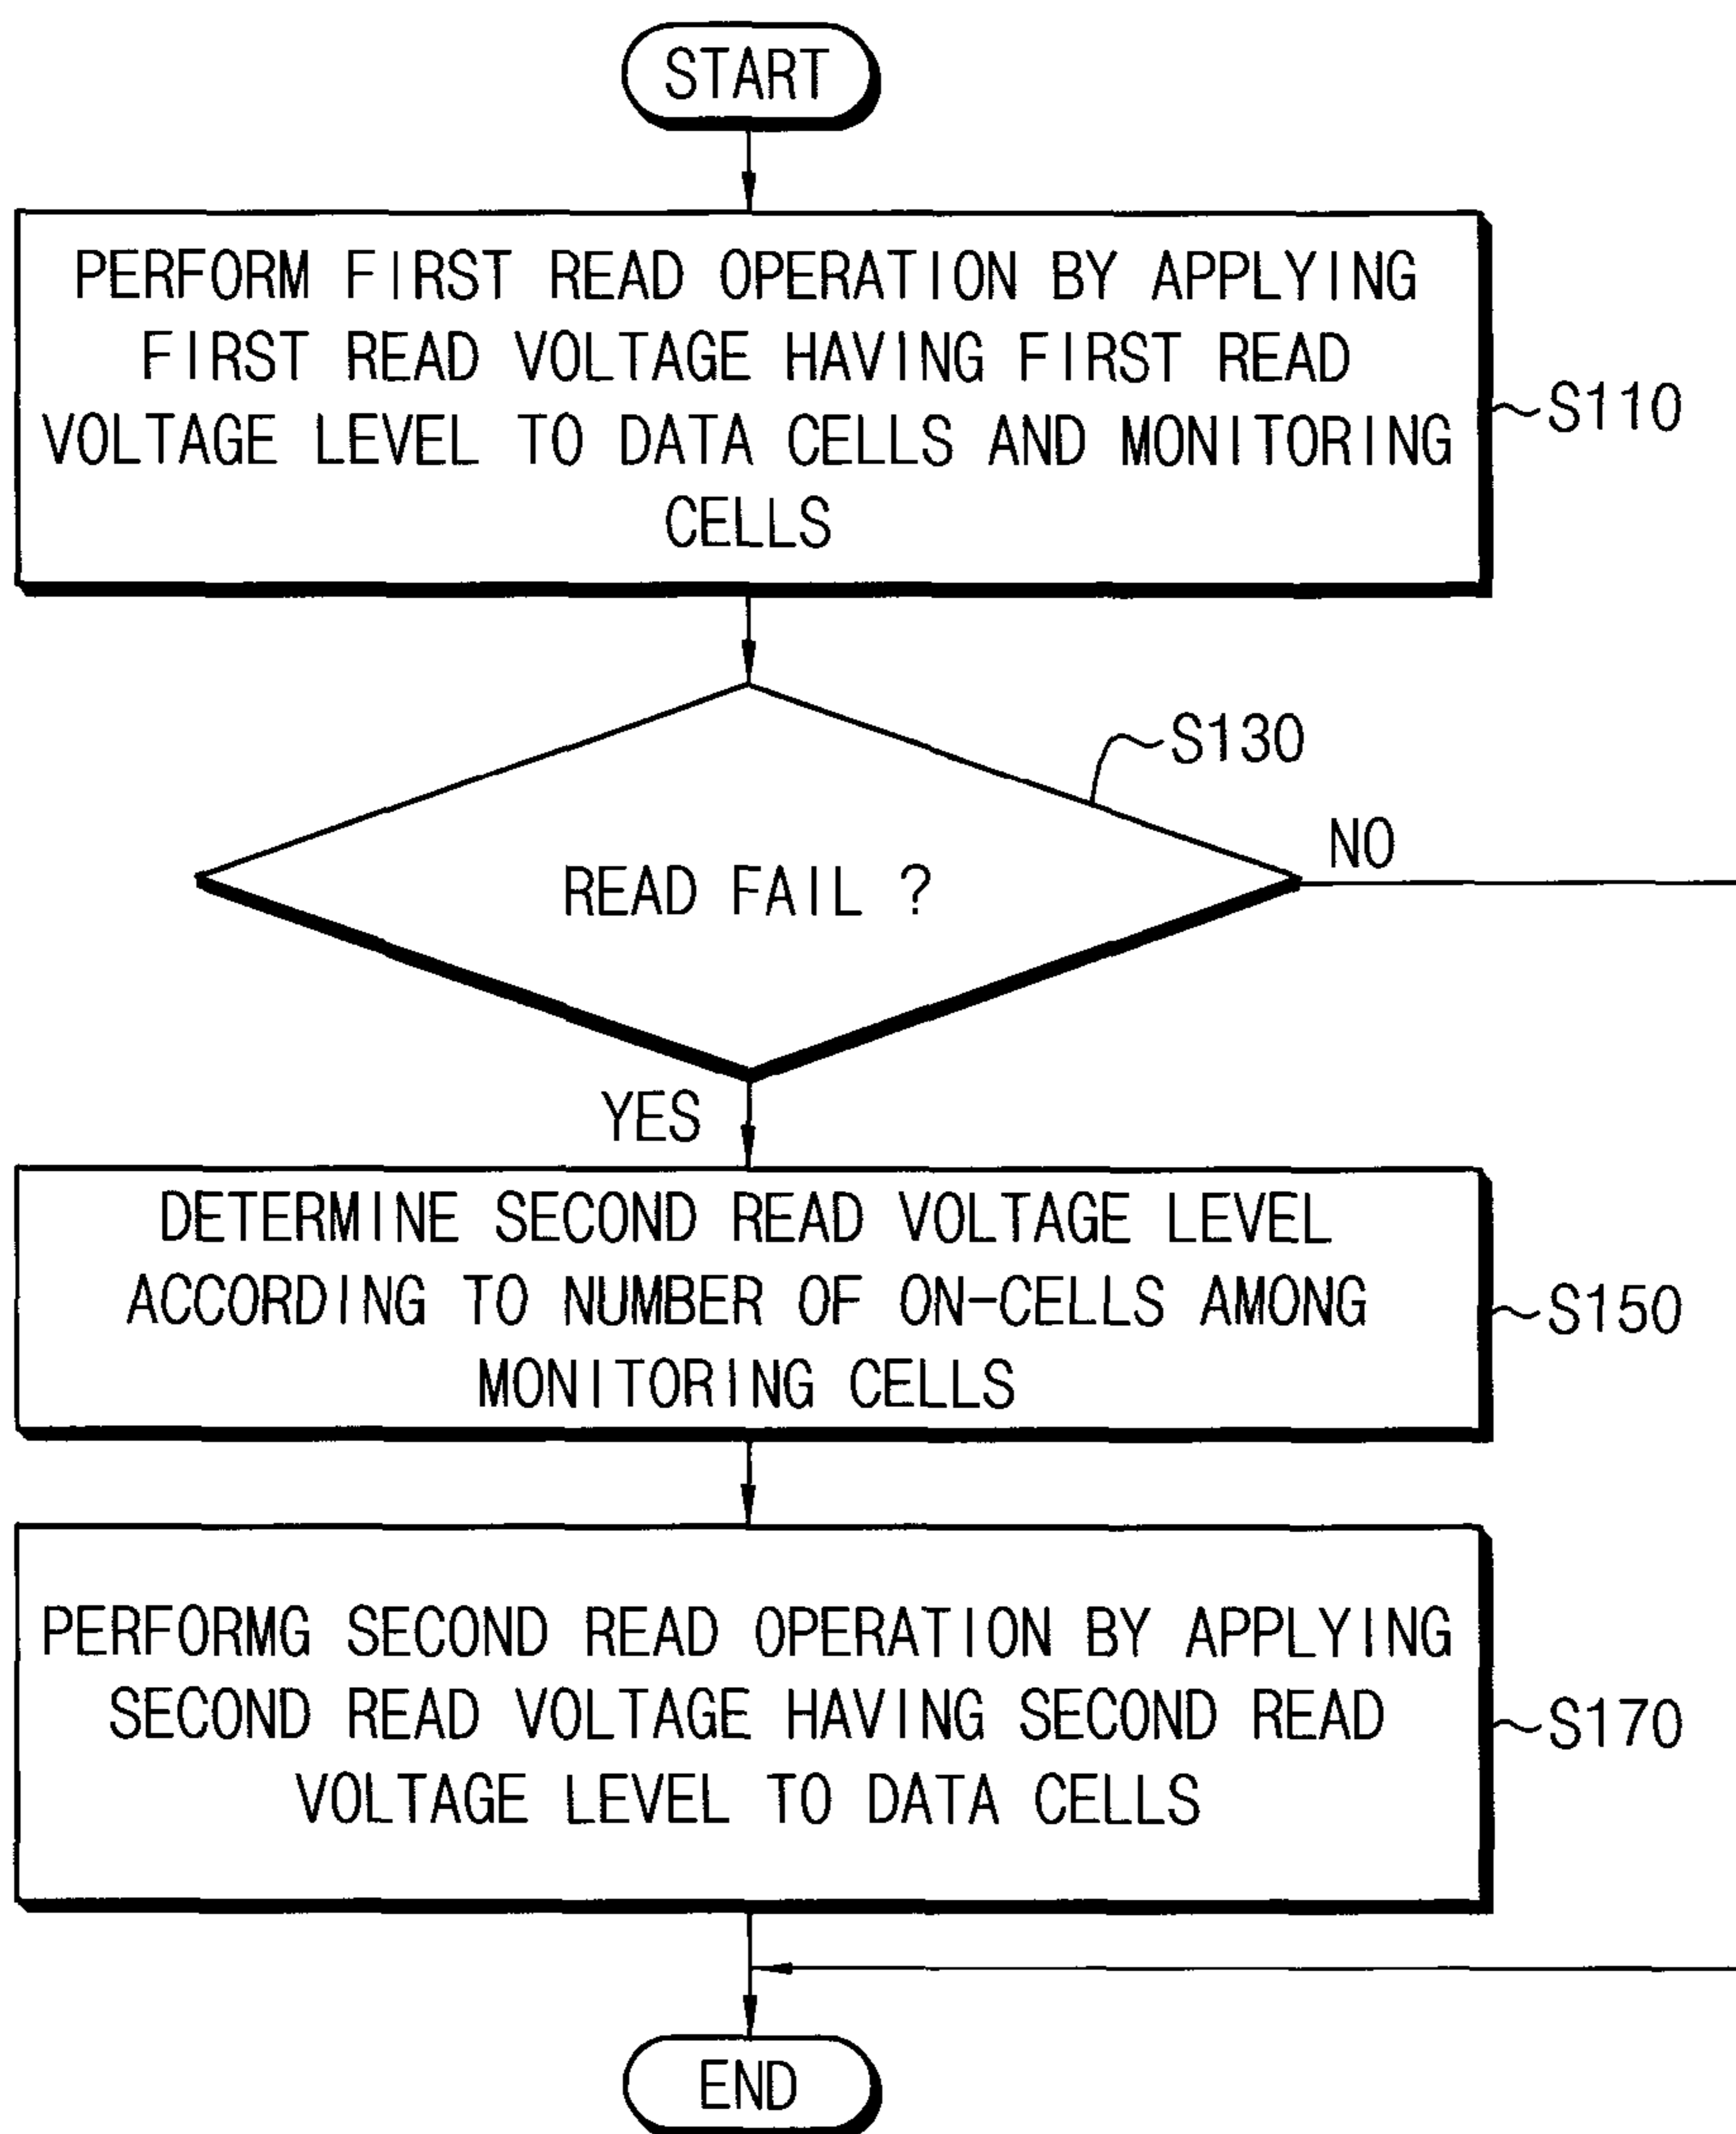 START
PERFORM FIRST READ OPERATION BY APPLYING
FIRST READ VOLTAGE HAVING FIRST READ
VOLTAGE LEVEL TO DATA CELLS AND MONITORING
CELLS
S110
S130
NO
READ FAIL ?
YES
DETERMINE SECOND READ VOLTAGE LEVEL
ACCORDING TO NUMBER OF ON-CELLS AMONG
MONITORING CELLS
S150
PERFORMG SECOND READ OPERATION BY APPLYING
SECOND READ VOLTAGE HAVING SECOND READ
VOLTAGE LEVEL TO DATA CELLS
S170
END